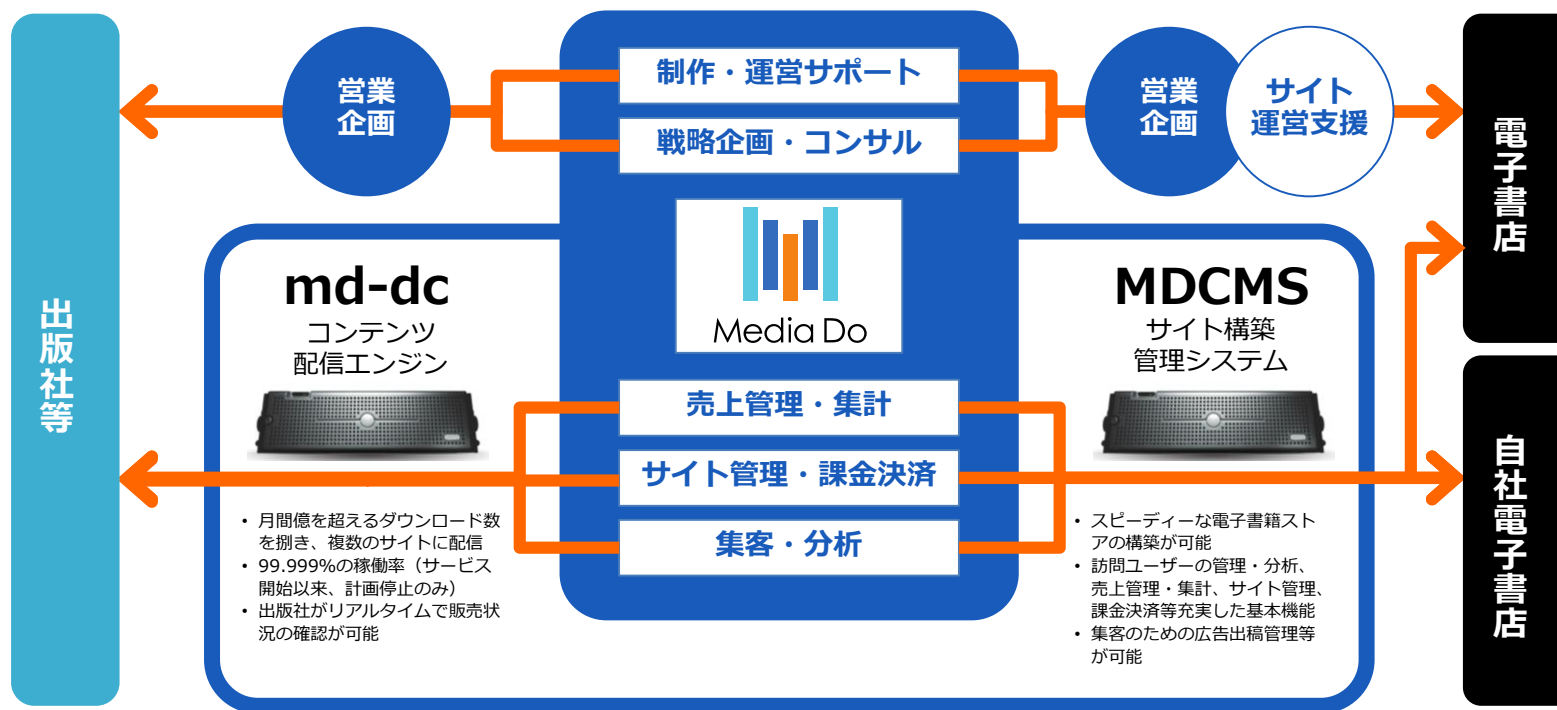 出版社等
営業
企画
制作・運営サポート
戦略企画・コンサル
営業
企画
サイト
運営支援
電子書店
md-dc
コンテンツ
配信エンジン
Media Do
MDCMS
サイト構築
管理システム
売上管理・集計
サイト管理・課金決済
集客・分析
• 月間億を超えるダウンロード数
を捌き、複数のサイトに配信
• 99.999%の稼働率（サービス
開始以来、計画停止のみ）
• 出版社がリアルタイムで販売状
況の確認が可能
• スピーディーな電子書籍スト
アの構築が可能
• 訪問ユーザーの管理・分析、
売上管理・集計、サイト管理、
課金決済等充実した基本機能
• 集客のための広告出稿管理等
が可能
自社電子書店